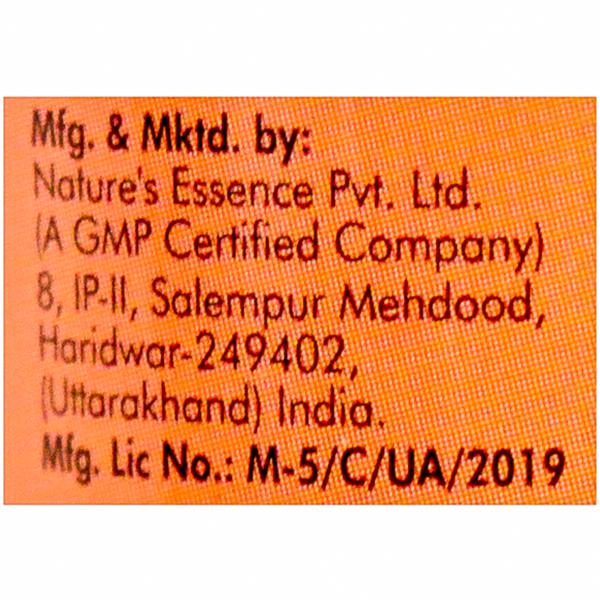 Mfg. & Mktd. by:
Nature's Essence Pvt. Ltd.
(A GMP Certified Company)
8, IP-II, Salempur Mehdood,
Haridwar-249402,
(Uttarakhand) India.
Mfg. Lic No.: M-5/C/UA/2019